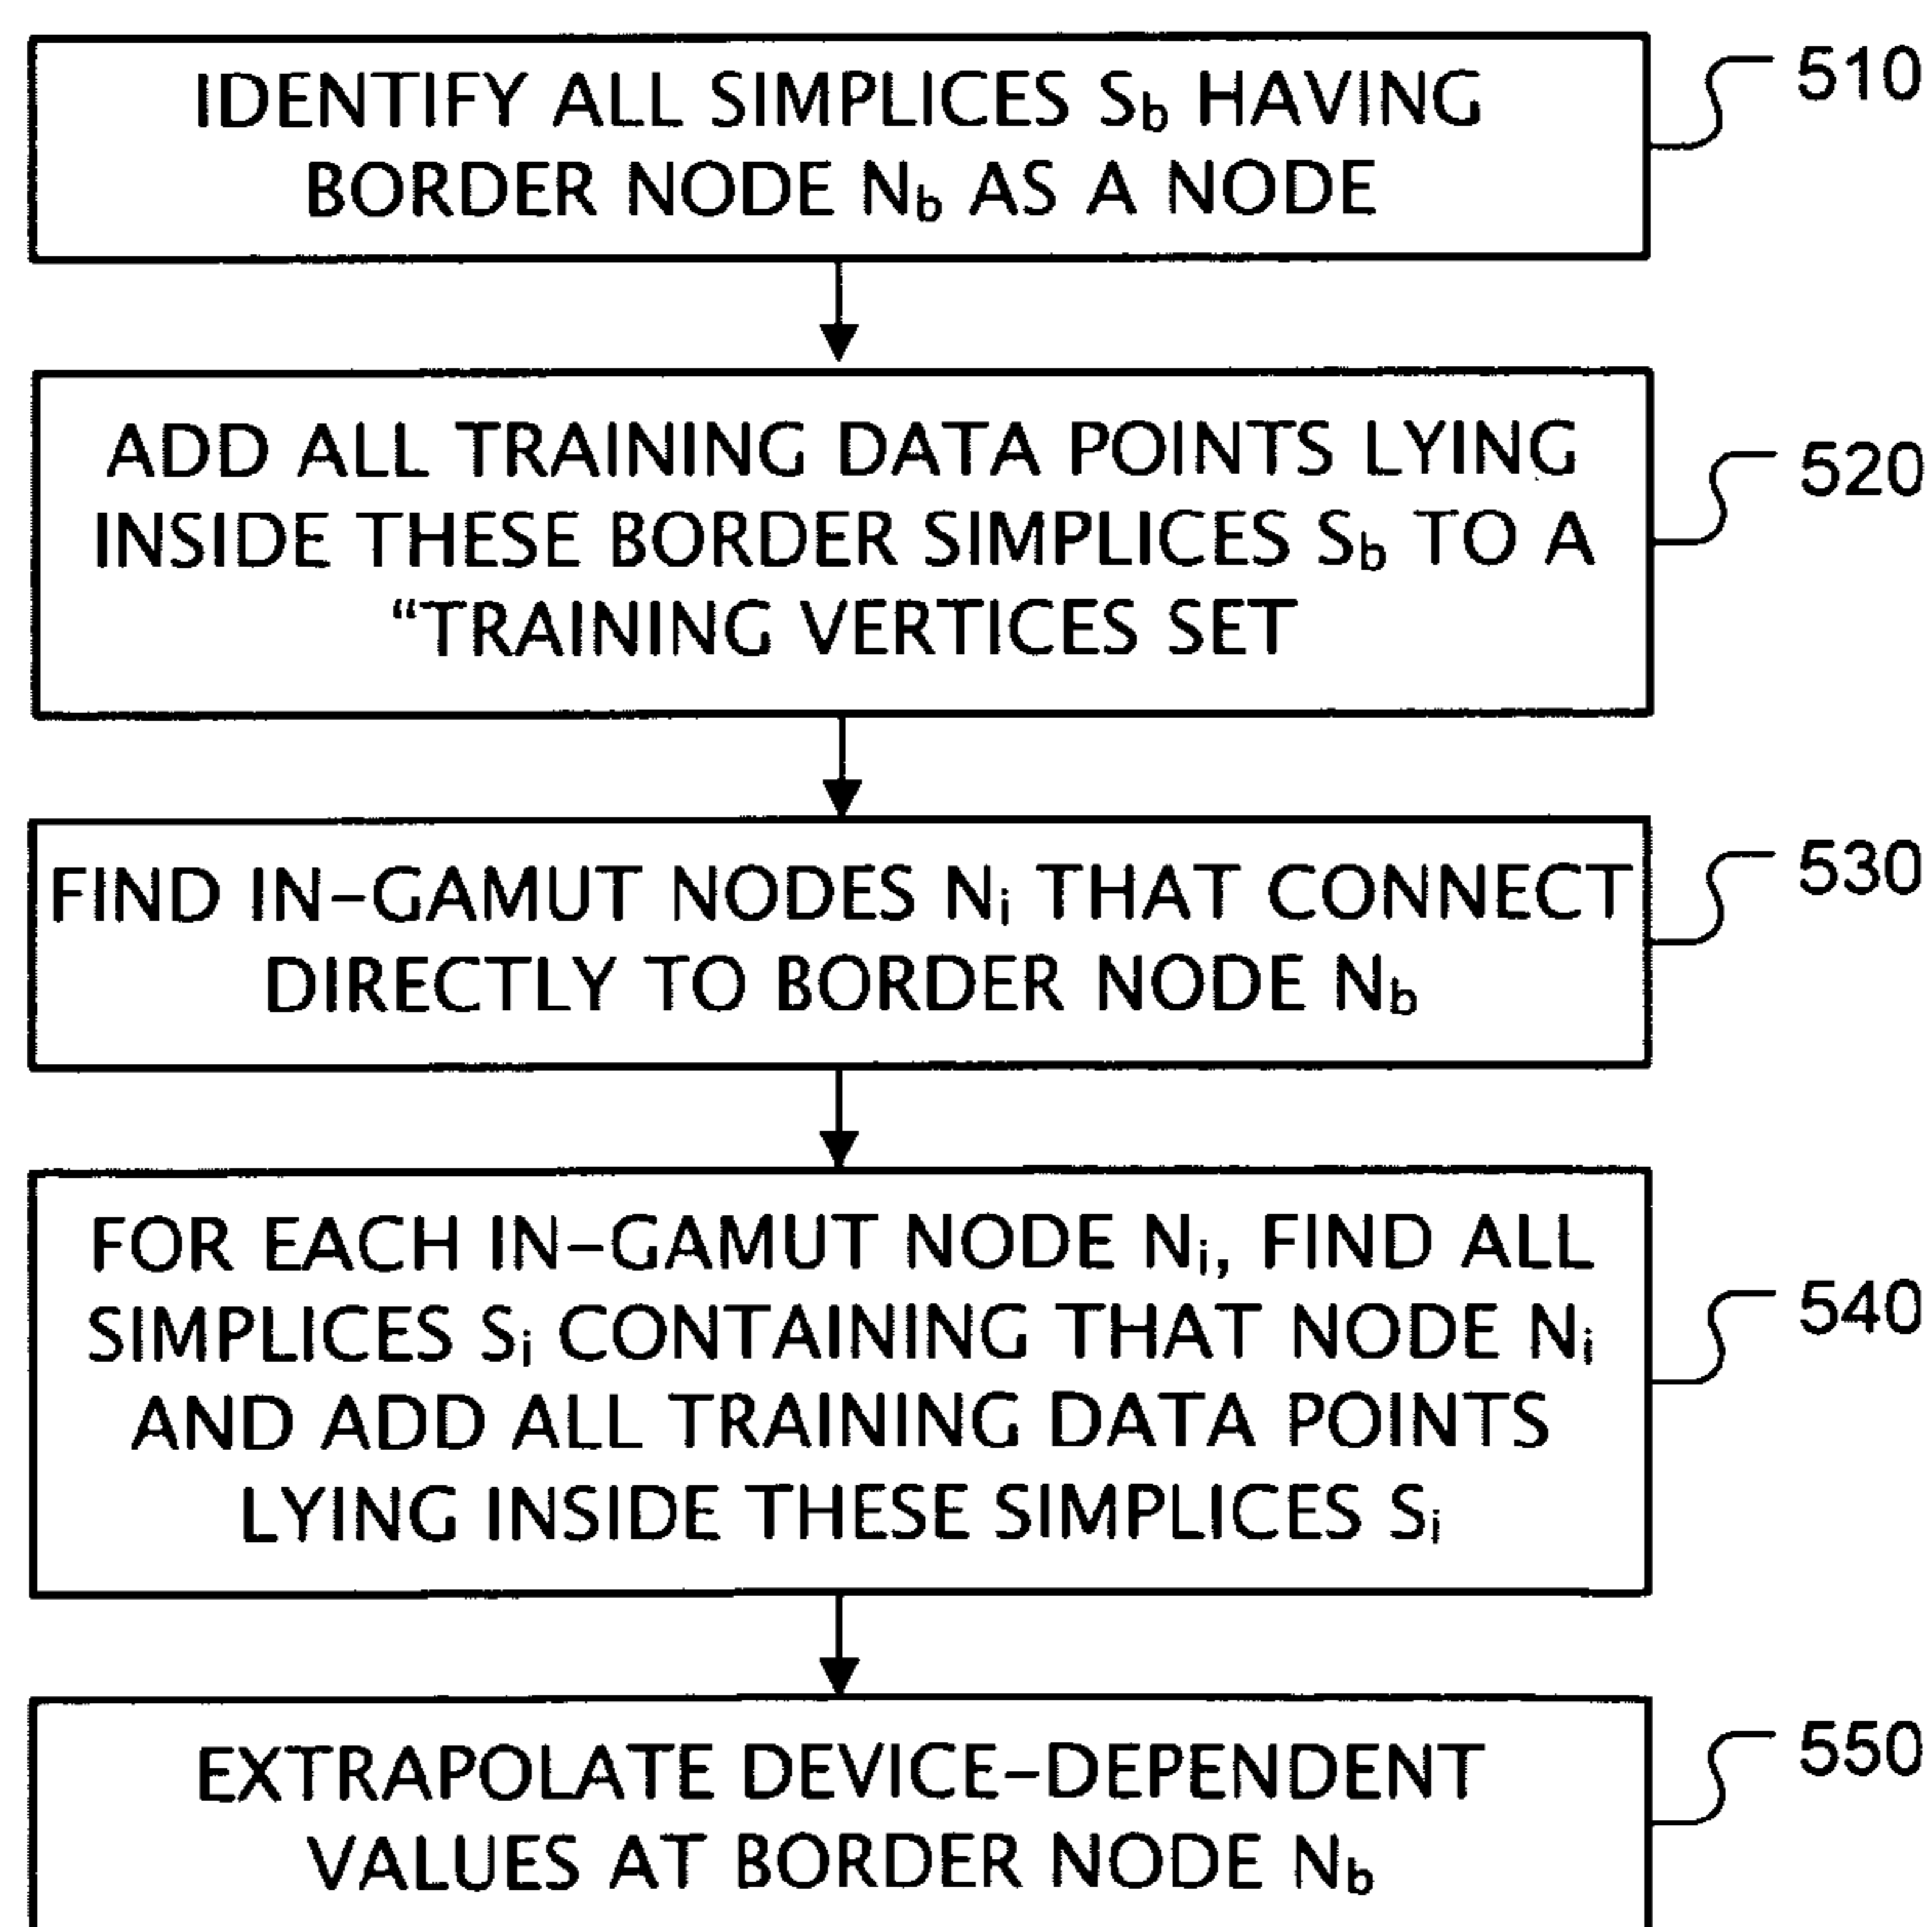 IDENTIFY ALL SIMPLICES Sb HAVING
BORDER NODE Nb AS A NODE
510
ADD ALL TRAINING DATA POINTS LYING
INSIDE THESE BORDER SIMPLICES Sb TO A
“TRAINING VERTICES SET
520
FIND IN–GAMUT NODES Ni THAT CONNECT
DIRECTLY TO BORDER NODE Nb
530
FOR EACH IN–GAMUT NODE Ni, FIND ALL
SIMPLICES Si CONTAINING THAT NODE Ni
AND ADD ALL TRAINING DATA POINTS
LYING INSIDE THESE SIMPLICES Si
540
EXTRAPOLATE DEVICE–DEPENDENT
VALUES AT BORDER NODE Nb
550